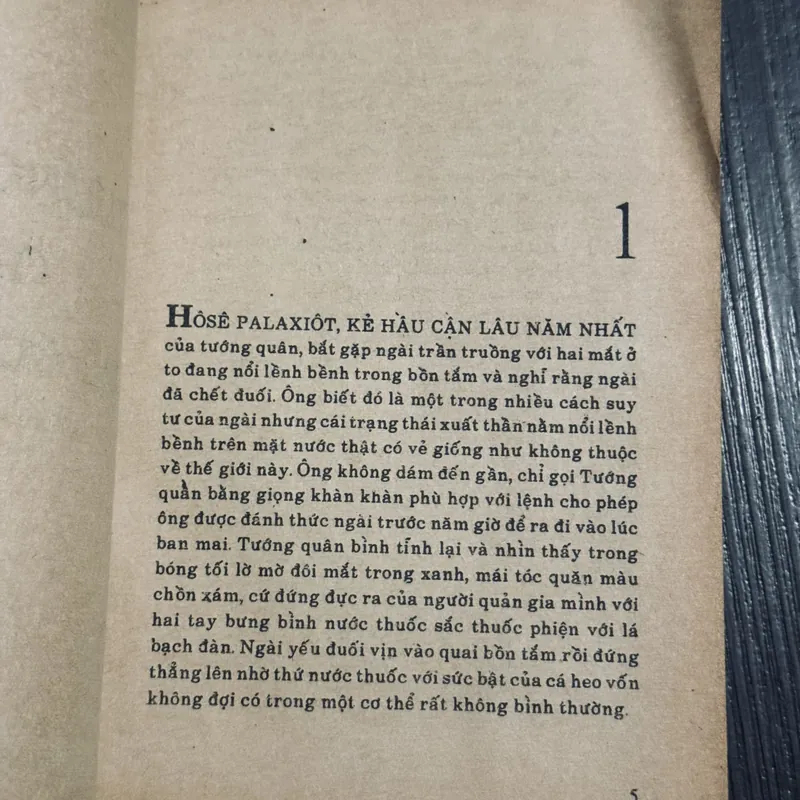 1
HÔSÊ PALAXIÔT, KẺ HẦU CẬN LÂU NĂM NHẤT
của tướng quân, bắt gặp ngài trần truồng với hai mắt ở
to đang nổi lềnh bềnh trong bồn tắm và nghĩ rằng ngài
đã chết đuối. Ông biết đó là một trong nhiều cách suy
tư của ngài nhưng cái trạng thái xuất thần nằm nổi lềnh
bềnh trên mặt nước thật có vẻ giống như không thuộc
về thế giới này. Ông không dám đến gần, chỉ gọi Tướng
quân bằng giọng khàn khàn phù hợp với lệnh cho phép
ông được đánh thức ngài trước năm giờ để ra đi vào lúc
ban mai. Tướng quân bình tĩnh lại và nhìn thấy trong
bóng tối lờ mờ đôi mắt trong xanh, mái tóc quăn màu
chồn xám, cứ đứng đực ra của người quản gia mình với
hai tay bưng bình nước thuốc sắc thuốc phiện với lá
bạch đàn. Ngài yếu đuối vịn vào quai bồn tắm rồi đứng
thẳng lên nhờ thứ nước thuốc với sức bật của cá heo vốn
không đợi có trong một cơ thể rất không bình thường.
5